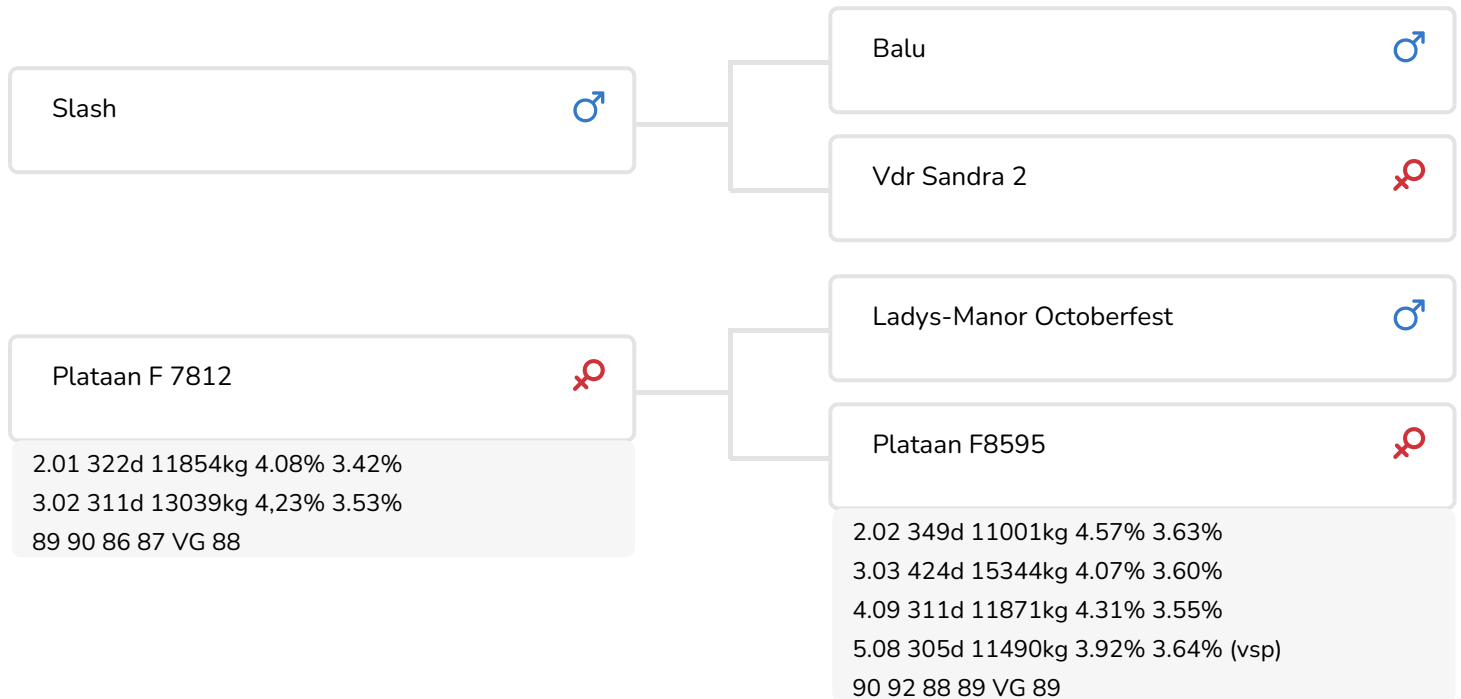 Slash
Balu
Vdr Sandra 2
Plataan F 7812
2.01 322d 11854kg 4.08% 3.42%
3.02 311d 13039kg 4,23% 3.53%
89 90 86 87 VG 88
Ladys-Manor Octoberfest
Plataan F8595
2.02 349d 11001kg 4.57% 3.63%
3.03 424d 15344kg 4.07% 3.60%
4.09 311d 11871kg 4.31% 3.55%
5.08 305d 11490kg 3.92% 3.64% (vsp)
90 92 88 89 VG 89